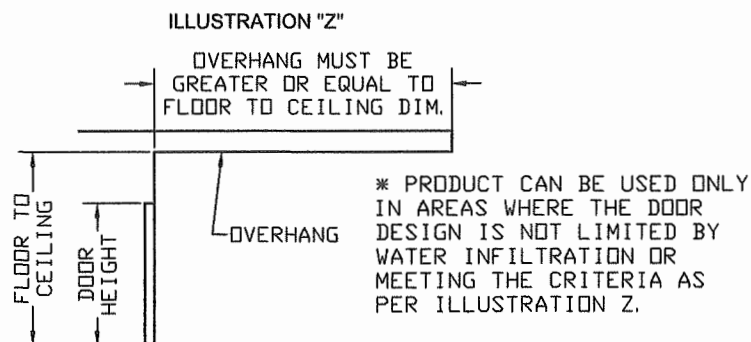 ILLUSTRATION "Z"
OVERHANG MUST BE
GREATER OR EQUAL TO
FLOOR TO CEILING DIM.
* PRODUCT CAN BE USED ONLY
IN AREAS WHERE THE DOOR
DESIGN IS NOT LIMITED BY
WATER INFILTRATION OR
MEETING THE CRITERIA AS
PER ILLUSTRATION Z.
OVERHANG
FLOOR TO
CEILING
DOOR
HEIGHT